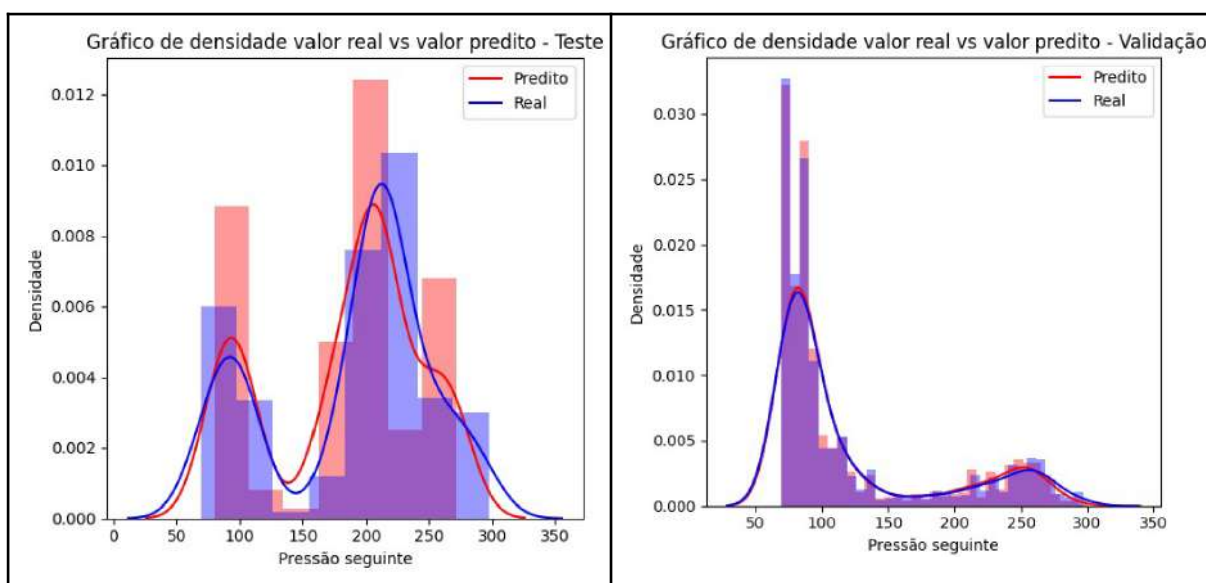 Gráfico de densidade valor real vs valor predito - Teste
Predito
Real
0.012
0.010
0.008
0.006
0.004
0.002
0.000
Densidade
0
50
100
150
200
250
300
350
Pressão seguinte
Gráfico de densidade valor real vs valor predito - Validação
Predito
Real
0.030
0.025
0.020
0.015
0.010
0.005
0.000
Densidade
50
100
150
200
250
300
350
Pressão seguinte